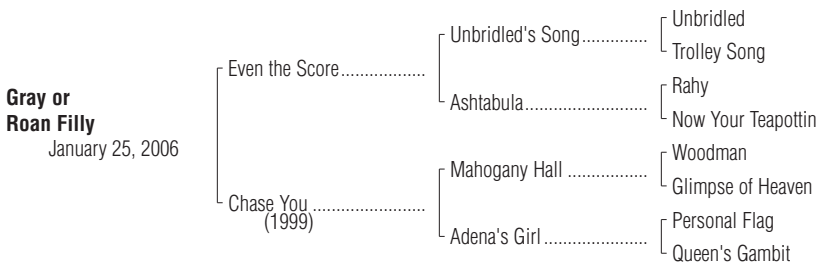 Gray or
Roan Filly
January 25, 2006
Even the Score..................
Chase You ........................
(1999)
Unbridled's Song..............
Ashtabula..........................
Mahogany Hall .................
Adena's Girl......................
Unbridled
Trolley Song
Rahy
Now Your Teapottin
Woodman
Glimpse of Heaven
Personal Flag
Queen's Gambit